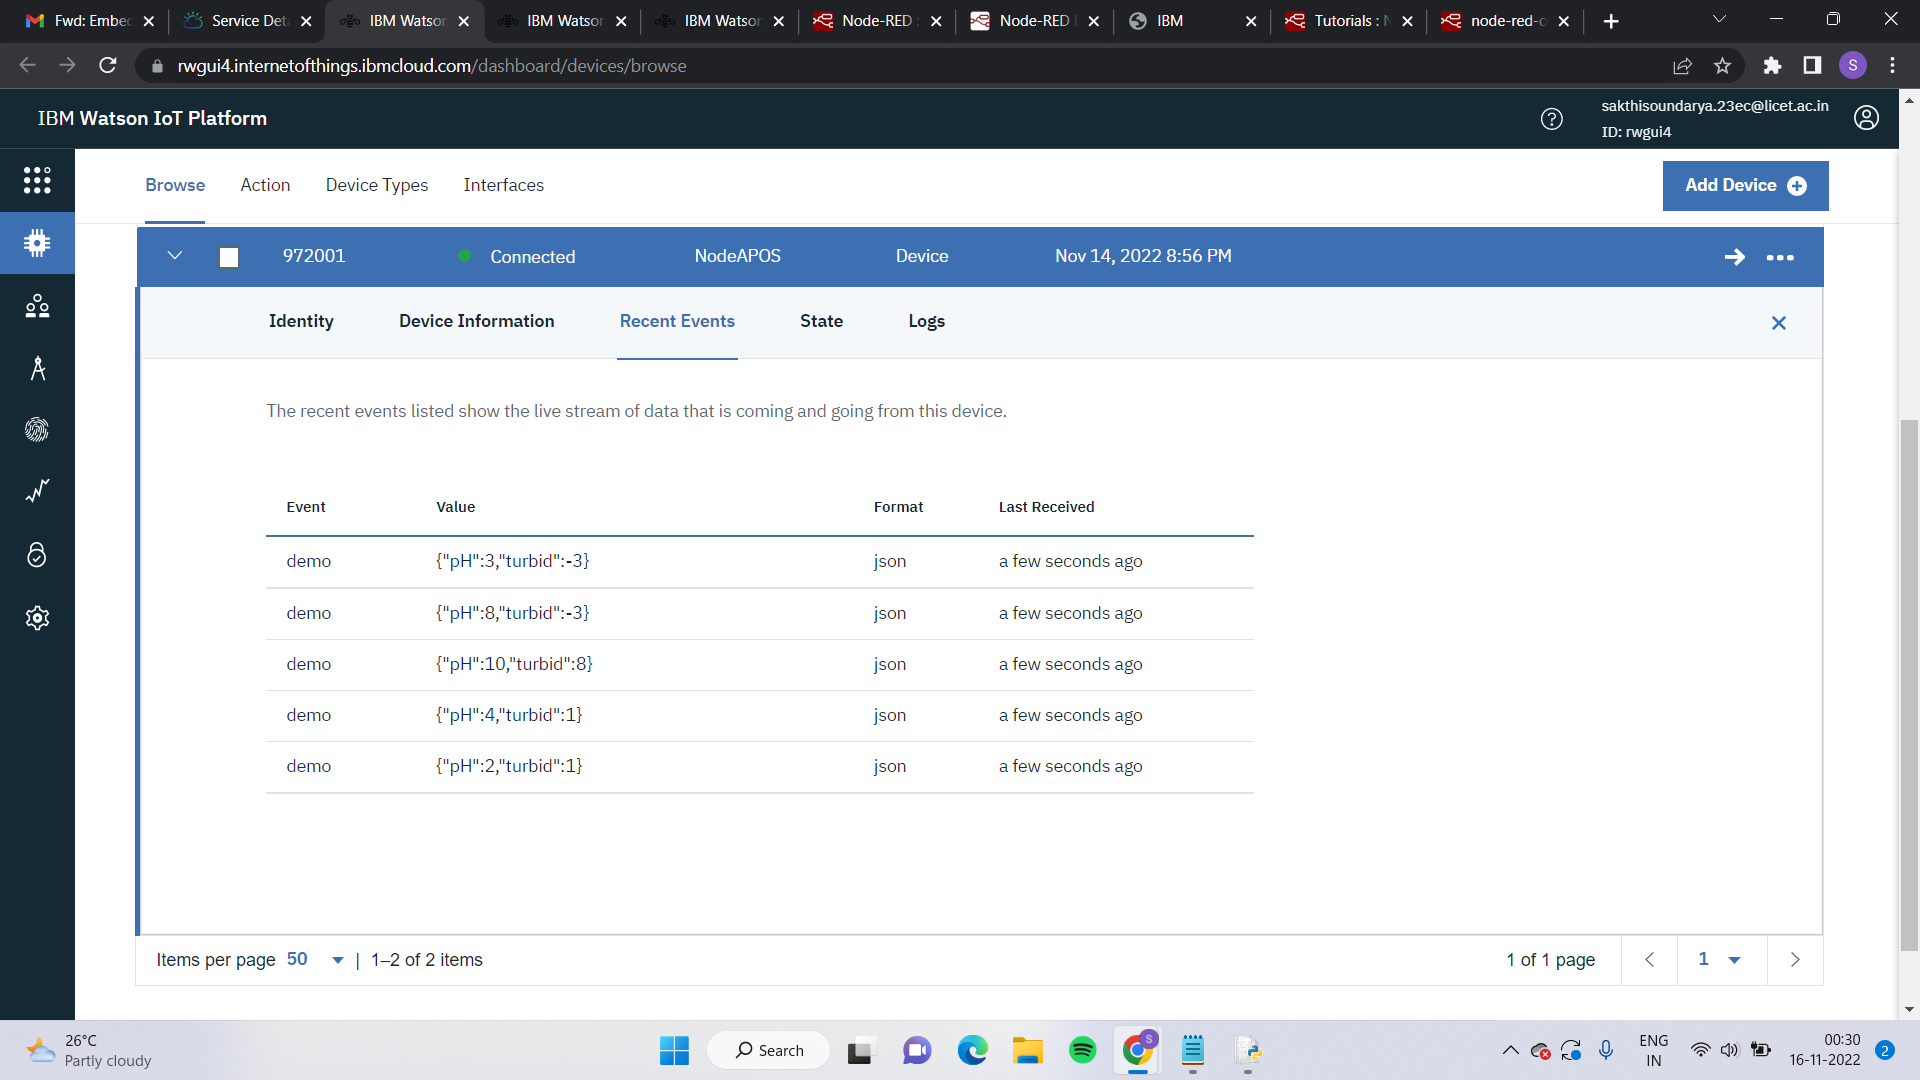 Fwd: Embed
Service Deta
IBM Watson
IBM Watson
IBM Watson
Node-RED :
Node-RED
IBM
Tutorials : N
node-red-c
rwgui4.internetofthings.ibmcloud.com/dashboard/devices/browse
S
IBM Watson IoT Platform
sakthisoundarya.23ec@licet.ac.in
ID: rwgui4
Browse
Action
Device Types
Interfaces
Add Device
972001
Connected
NodeAPOS
Device
Nov 14, 2022 8:56 PM
Identity
Device Information
Recent Events
State
Logs
The recent events listed show the live stream of data that is coming and going from this device.
Event Value Format Last Received
demo {"pH":3,"turbid":-3} json a few seconds ago
demo {"pH":8,"turbid":-3} json a few seconds ago
demo {"pH":10,"turbid":8} json a few seconds ago
demo {"pH":4,"turbid":1} json a few seconds ago
demo {"pH":2,"turbid":1} json a few seconds ago
Items per page 50 | 1–2 of 2 items
1 of 1 page
1
26°C
Partly cloudy
Search
S
ENG
IN
00:30
16-11-2022
2